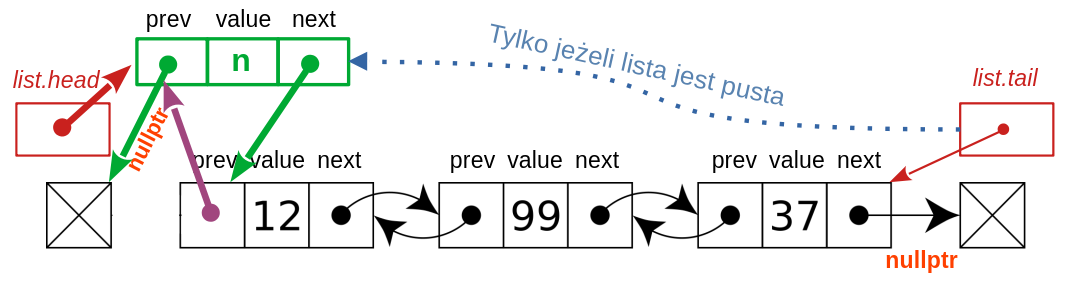 prev value next
Tylko jeżeli lista jest pusta
list.head
n
list.tail
nullptr
prev value next
prev value next
prev value next
12
99
37
nullptr